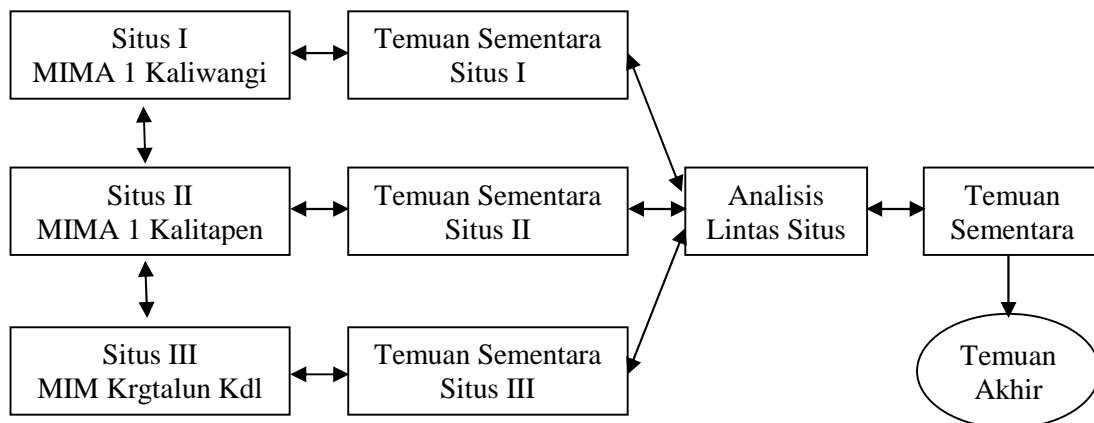 Situs I
MIMA 1 Kaliwangi
Temuan Sementara
Situs I
Situs II
MIMA 1 Kalitapen
Temuan Sementara
Situs II
Analisis
Lintas Situs
Temuan
Sementara
Situs III
MIM Krgtalun Kdl
Temuan Sementara
Situs III
Temuan
Akhir